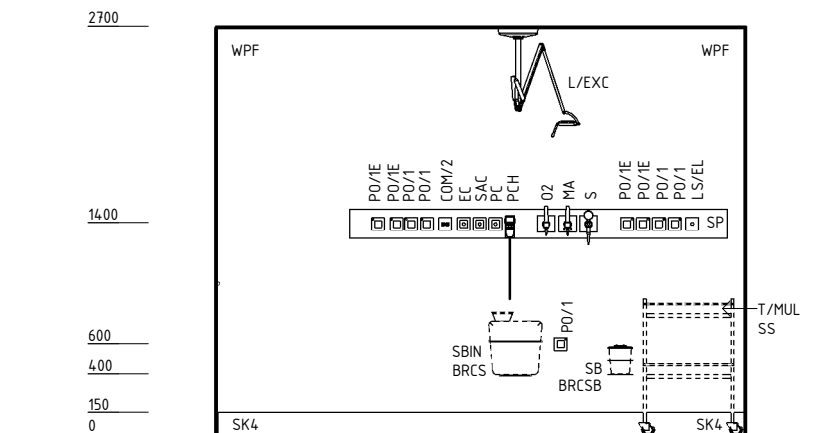 2700
WPF
WPF
L/EXC
PO/1E
PO/1E
PO/1
PO/1
COM/2
EC
SAC
PC
PCH
O2
MA
S
PO/1E
PO/1E
PO/1
PO/1
LS/EL
1400
SP
PO/1
T/MUL
SS
600
SBIN
BRCS
400
SB
BRCSB
150
0
SK4
SK4